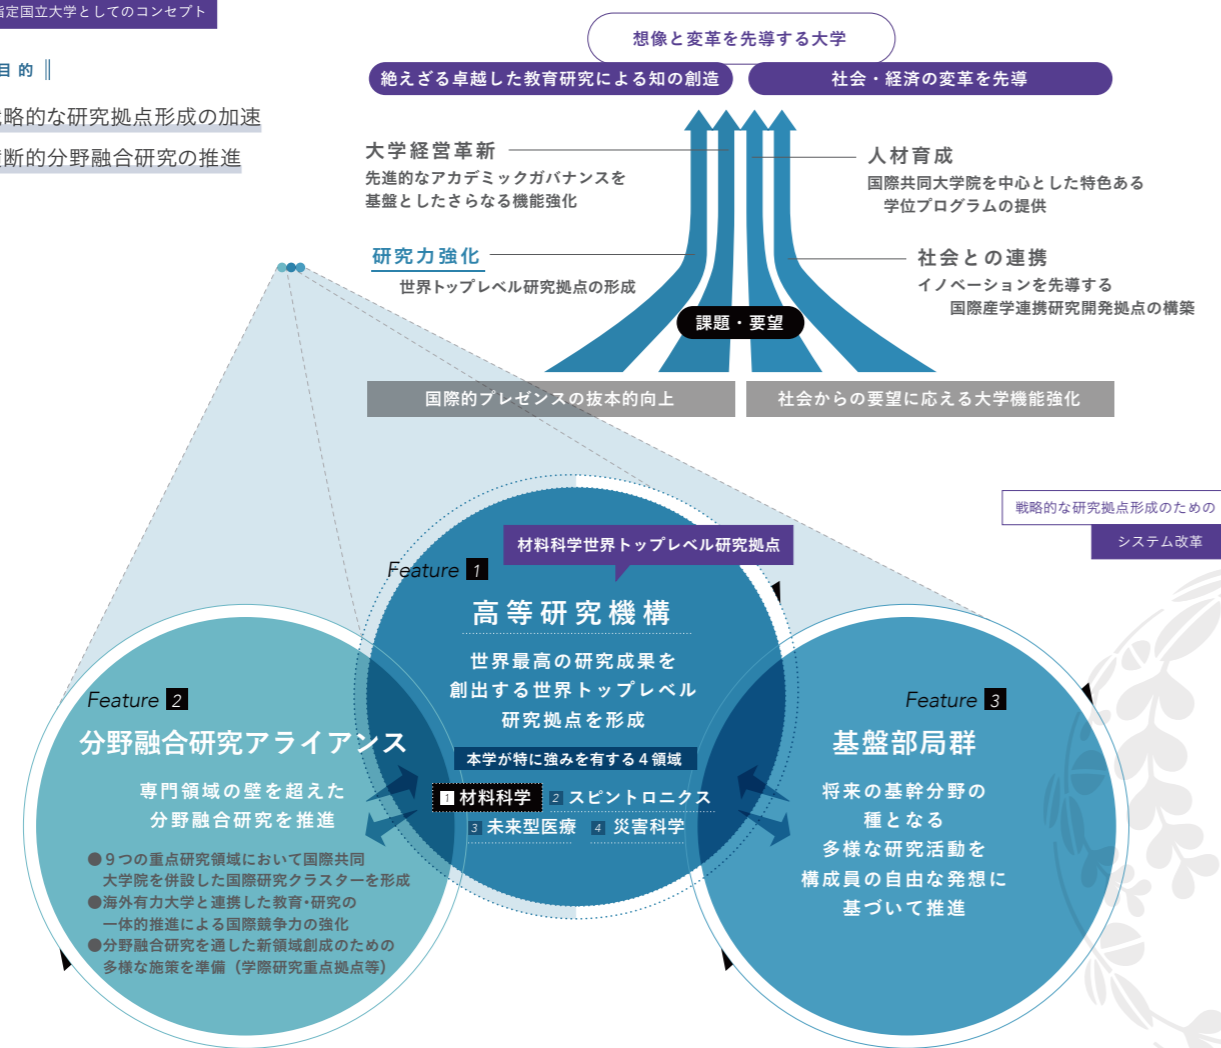 指定国立大学としてのコンセプト
目的
戦略的な研究拠点形成の加速
横断的分野融合研究の推進
想像と変革を先導する大学
絶えざる卓越した教育研究による知の創造
社会・経済の変革を先導
大学経営革新
先進的なアカデミックガバナンスを
基盤としたさらなる機能強化
人材育成
国際共同大学院を中心とした特色ある
学位プログラムの提供
研究力強化
世界トップレベル研究拠点の形成
社会との連携
イノベーションを先導する
国際産学連携研究開発拠点の構築
課題・要望
国際的プレゼンスの抜本的向上
社会からの要望に応える大学機能強化
戦略的な研究拠点形成のための
システム改革
材料科学世界トップレベル研究拠点
Feature 1
高等研究機構
世界最高の研究成果を
創出する世界トップレベル
研究拠点を形成
本学が特に強みを有する4領域
1 材料科学 2 スピントロニクス
3 未来型医療 4 災害科学
Feature 2
分野融合研究アライアンス
専門領域の壁を超えた
分野融合研究を推進
●9つの重点研究領域において国際共同
大学院を併設した国際研究クラスターを形成
●海外有力大学と連携した教育・研究の
一体的推進による国際競争力の強化
●分野融合研究を通した新領域創成のための
多様な施策を準備（学際研究重点拠点等）
Feature 3
基盤部局群
将来の基幹分野の
種となる
多様な研究活動を
構成員の自由な発想に
基づいて推進